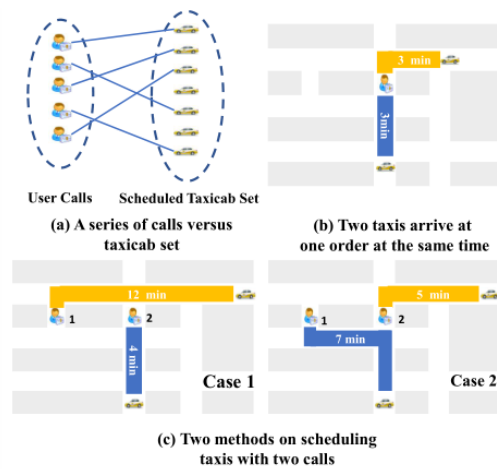 User Calls
Scheduled Taxicab Set
(a) A series of calls versus
taxicab set
3 min
3min
(b) Two taxis arrive at
one order at the same time
12 min
1
2
4 min
Case 1
5 min
1
2
7 min
Case 2
(c) Two methods on scheduling
taxis with two calls